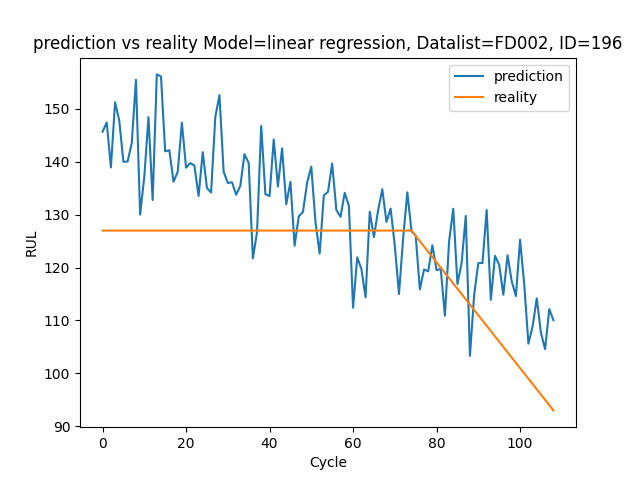 prediction vs reality Model=linear regression, Datalist=FD002, ID=196
prediction
reality
RUL
150
140
130
120
110
100
90
0 20 40 60 80 100
Cycle